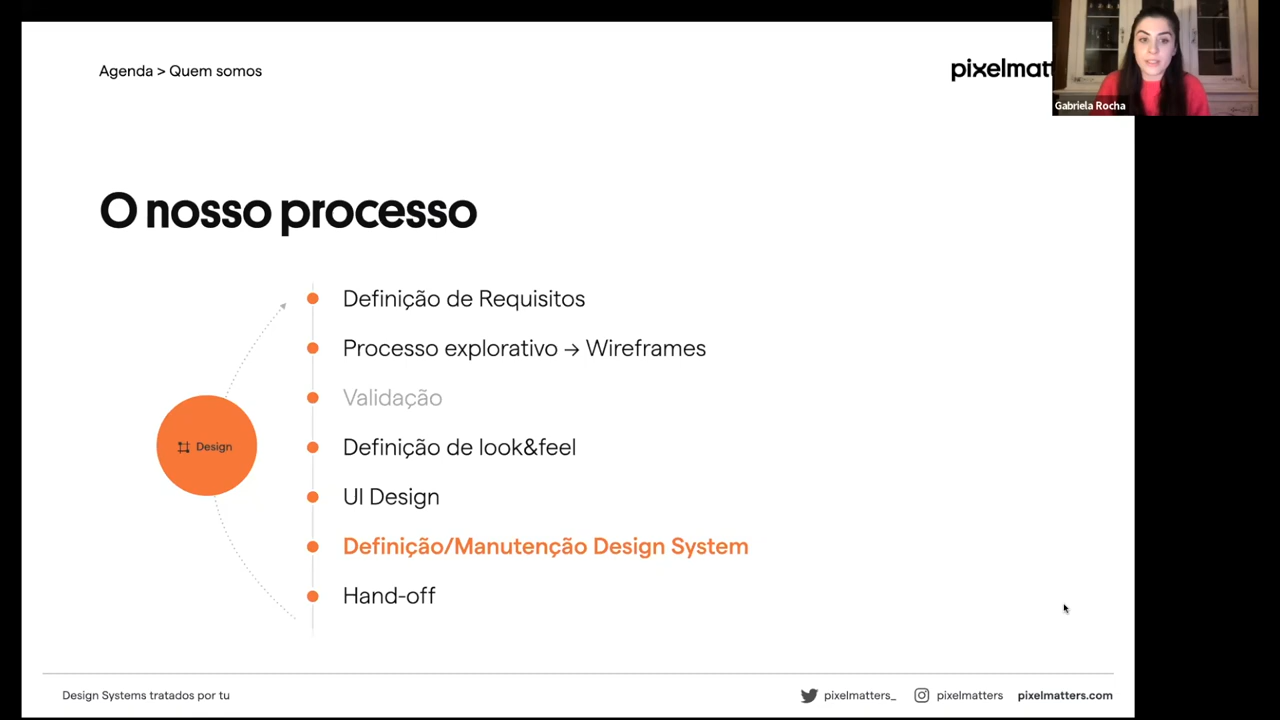 Agenda > Quem somos
pixelmatt
Gabriela Rocha
O nosso processo
Definição de Requisitos
Processo explorativo → Wireframes
Validação
Definição de look&feel
Design
UI Design
Definição/Manutenção Design System
Hand-off
Design Systems tratados por tu
pixelmatters_
pixelmatters
pixelmatters.com